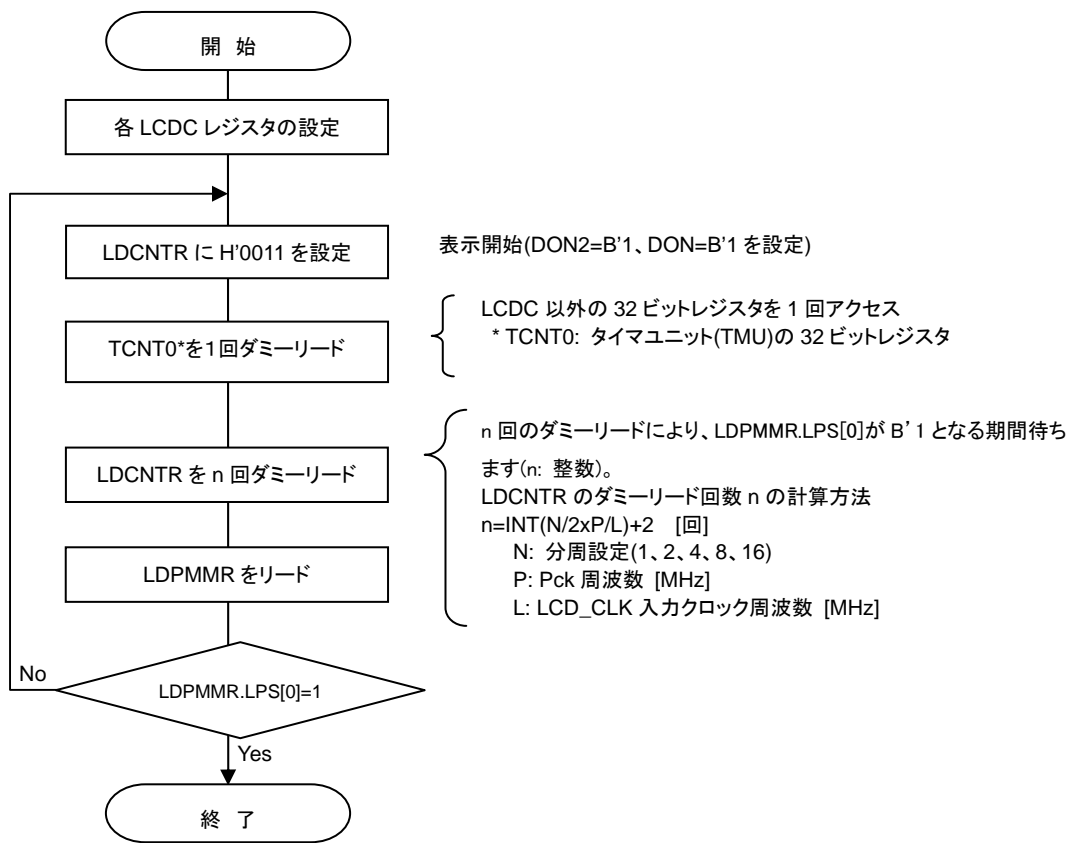 開 始
各 LCDC レジスタの設定
LDCNTR に H'0011 を設定
表示開始(DON2=B'1、DON=B'1 を設定)
TCNT0*を1回ダミーリード
LCDC 以外の 32 ビットレジスタを 1 回アクセス
* TCNT0: タイマユニット(TMU)の 32 ビットレジスタ
LDCNTR を n 回ダミーリード
n 回のダミーリードにより、LDPMMR.LPS[0]が B' 1 となる期間待ち
ます(n: 整数)。
LDCNTR のダミーリード回数 n の計算方法
n=INT(N/2xP/L)+2 [回]
N: 分周設定(1、2、4、8、16)
P: Pck 周波数 [MHz]
L: LCD_CLK 入力クロック周波数 [MHz]
LDPMMR をリード
No
LDPMMR.LPS[0]=1
Yes
終 了